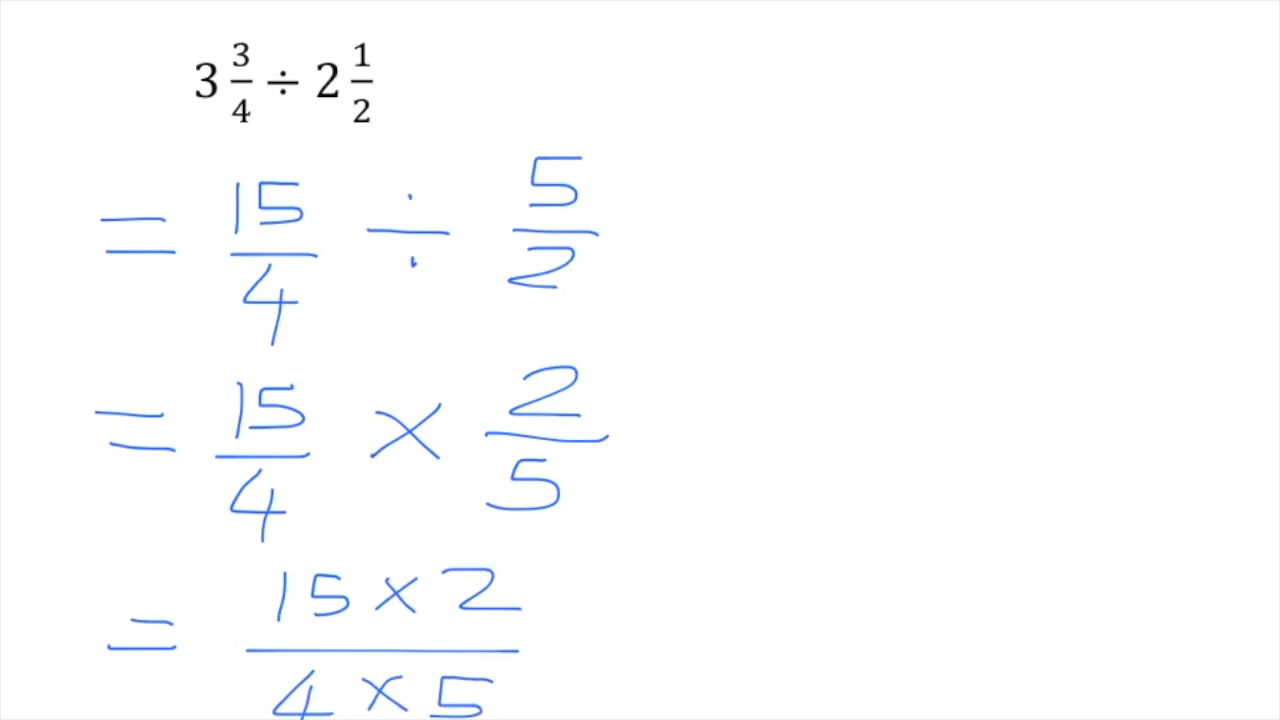 3 3/4 ÷ 2 1/2
= 15/4 ÷ 5/2
= 15/4 × 2/5
= 15 × 2 / 4 × 5